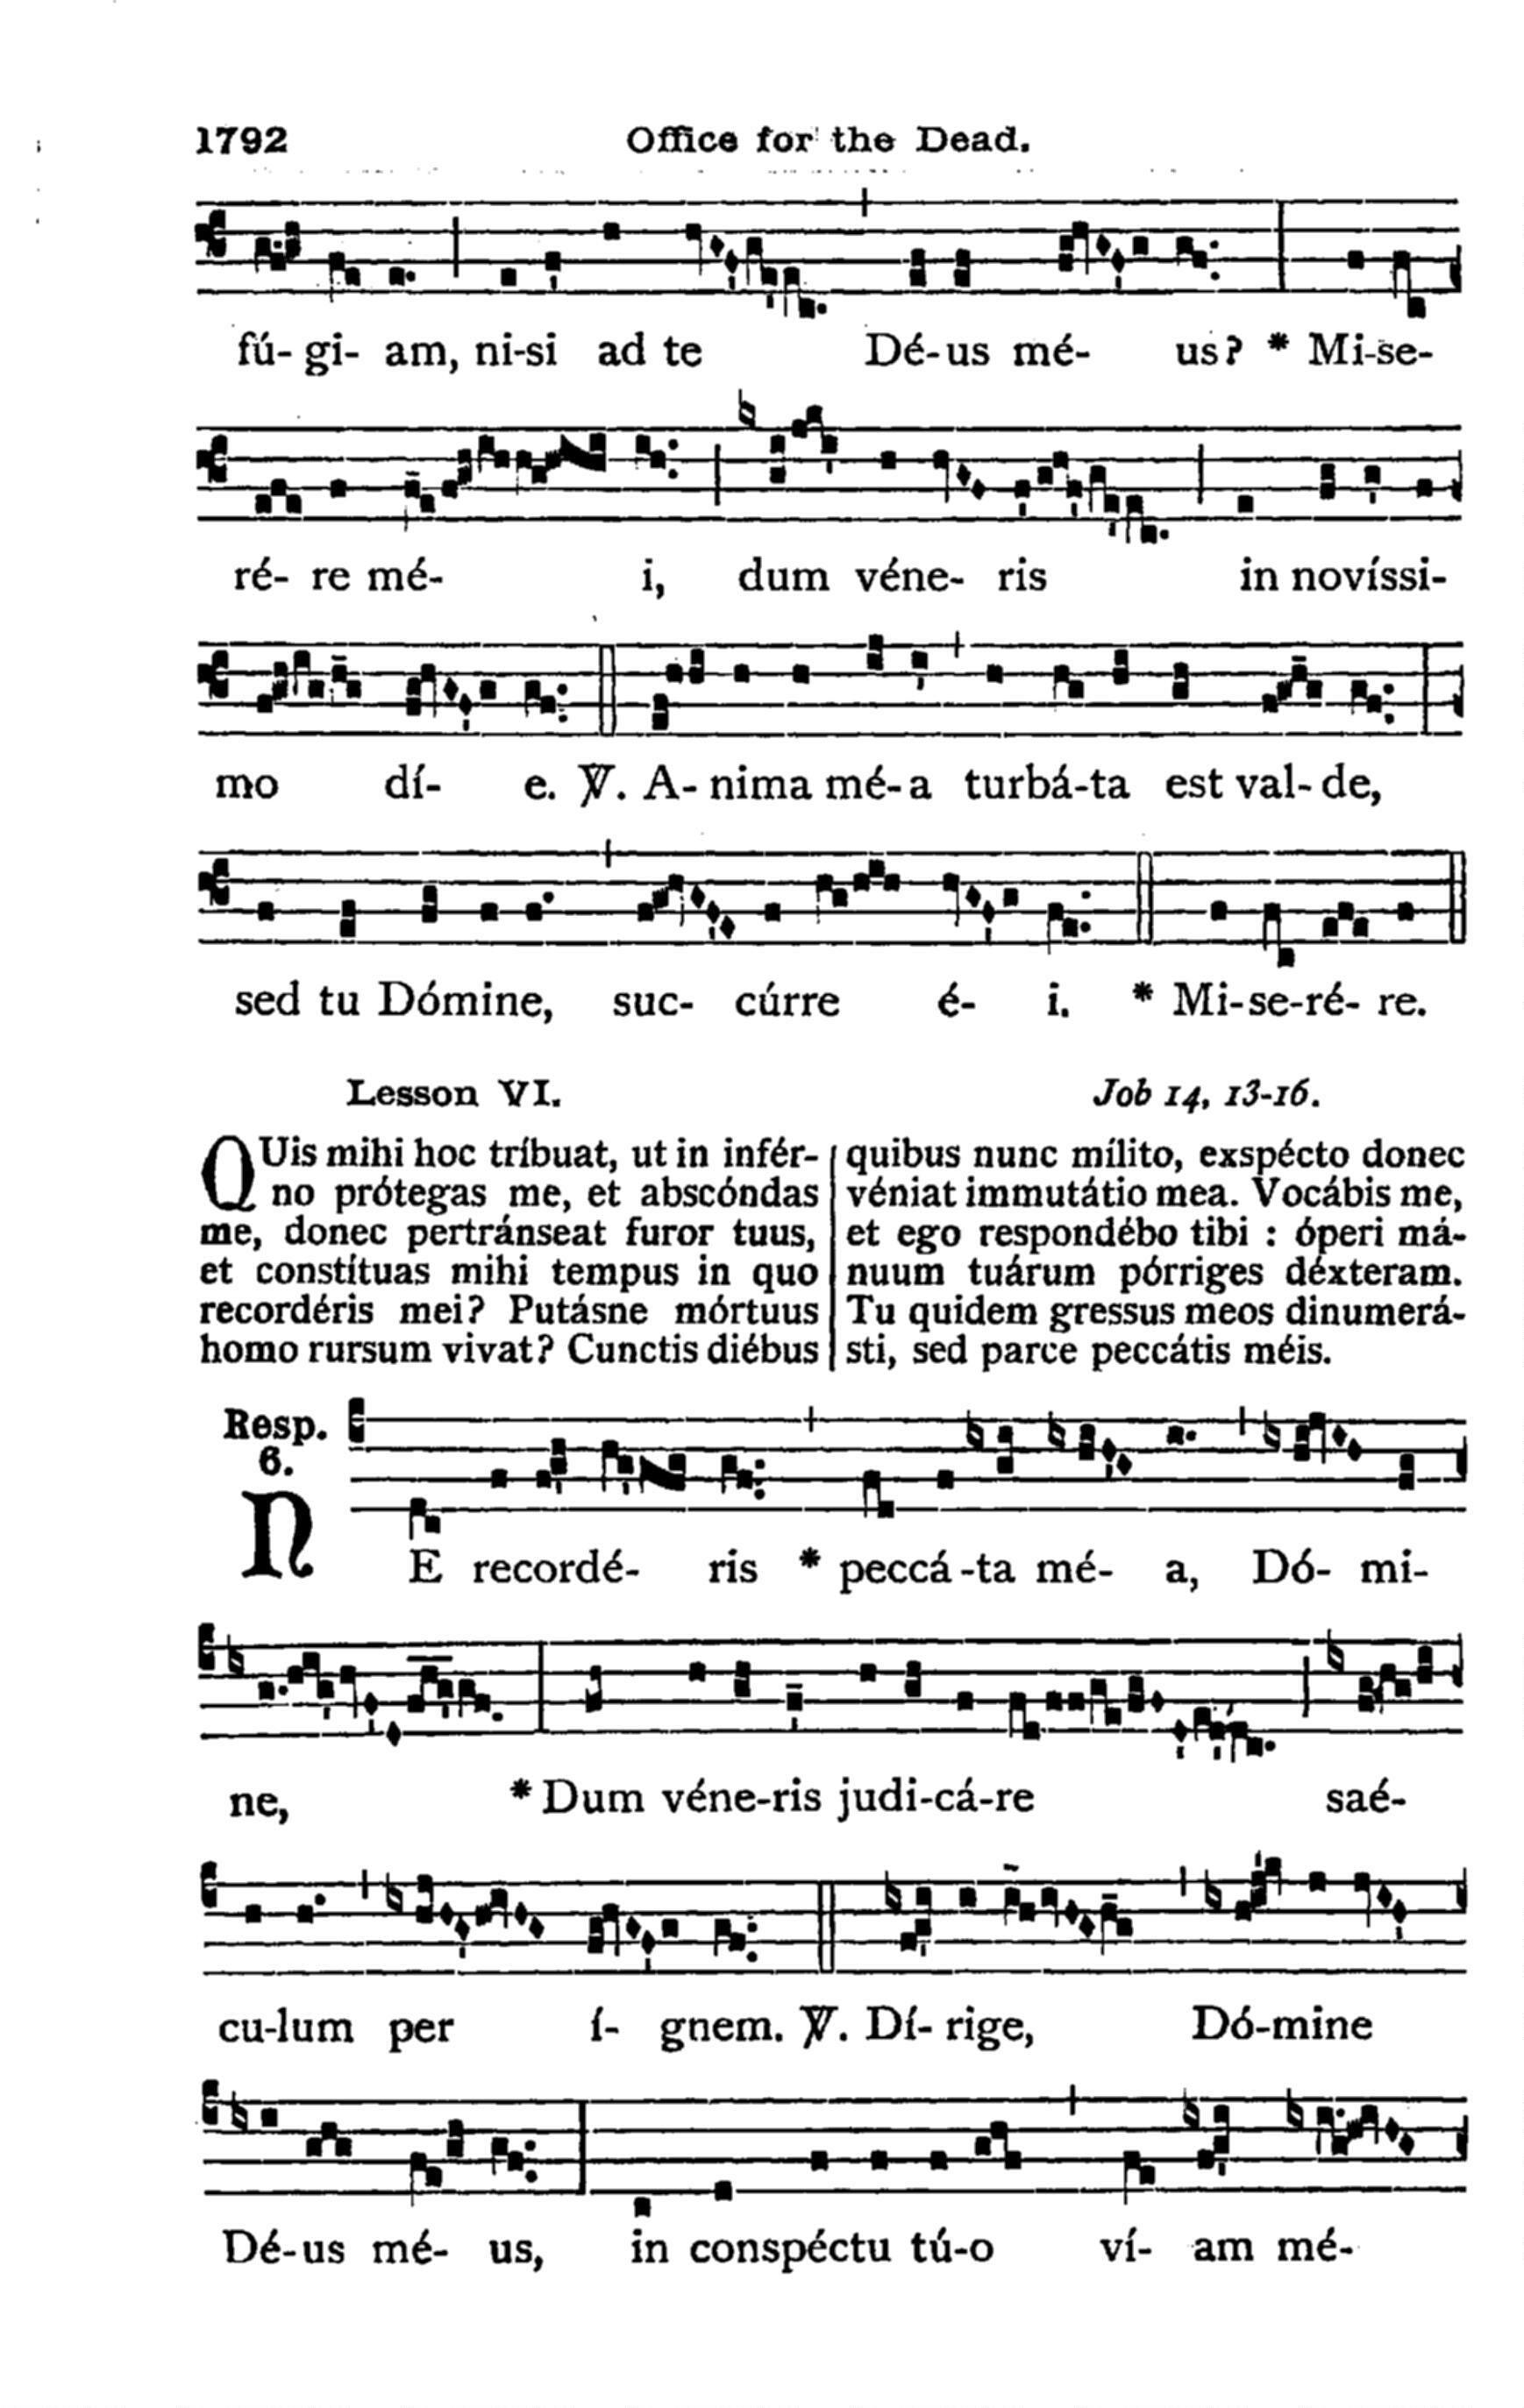 1792 Office for the Dead.
fú- gi- am, ni-si ad te Dé-us mé- us? * Mi-se-
ré- re mé- i, dum véne- ris in novíssi-
mo dí- e. ℣. A- nima mé-a turbá-ta est val- de,
sed tu Dómine, suc- cúrre é- i. * Mi-se-ré- re.
Lesson VI. Job 14, 13-16.
QUis mihi hoc tríbuat, ut in infér-
no prótegas me, et abscóndas
me, donec pertránseat furor tuus,
et constítuas mihi tempus in quo
recordéris mei? Putásne mórtuus
homo rursum vivat? Cunctis diébus
quibus nunc mílito, exspécto donec
véniat immutátio mea. Vocábis me,
et ego respondébo tibi : óperi má-
nuum tuárum pórriges déxteram.
Tu quidem gressus meos dinumerá-
sti, sed parce peccátis méis.
Resp.
6.
NE recordé- ris * peccá-ta mé- a, Dó- mi-
ne, * Dum véne-ris judi-cá-re saé-
cu-lum per í- gnem. ℣. Dí- rige, Dó-mine
Dé-us mé- us, in conspéctu tú-o ví- am mé-